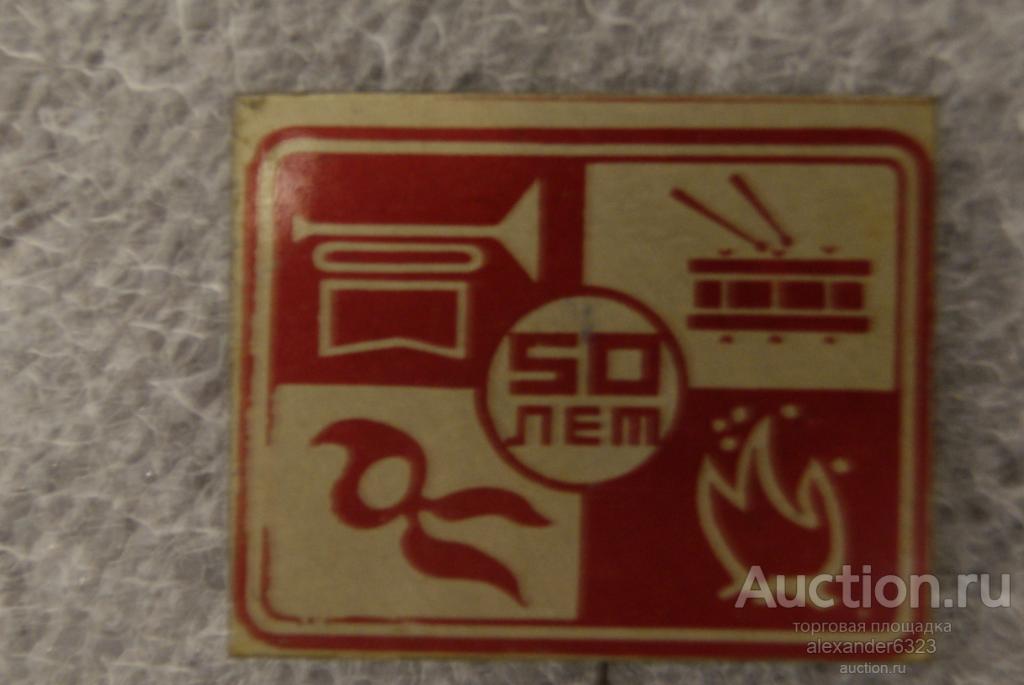 50
лет
Auction.ru
торговая площадка
alexander6323
auction.ru